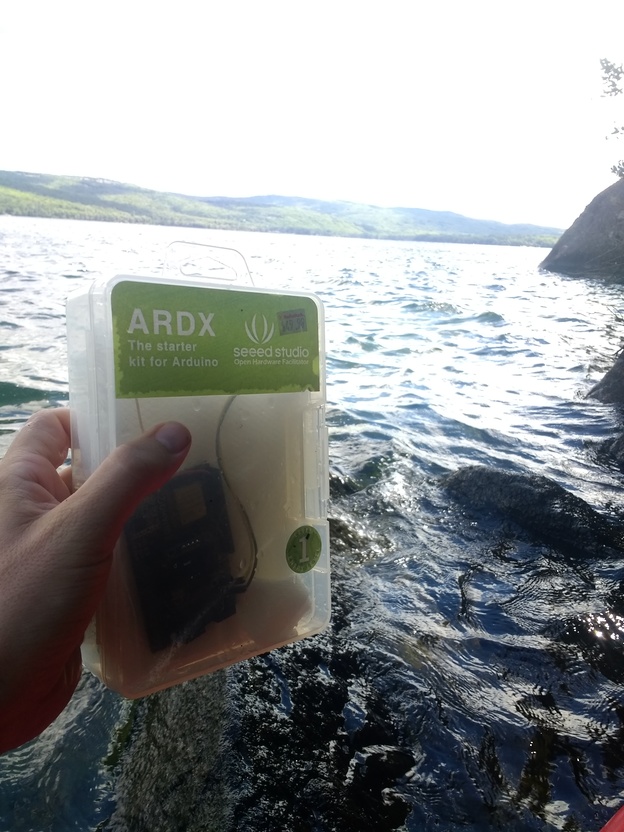 ARDX
The starter
kit for Arduino
seeed studio
Open Hardware Facilitator
1